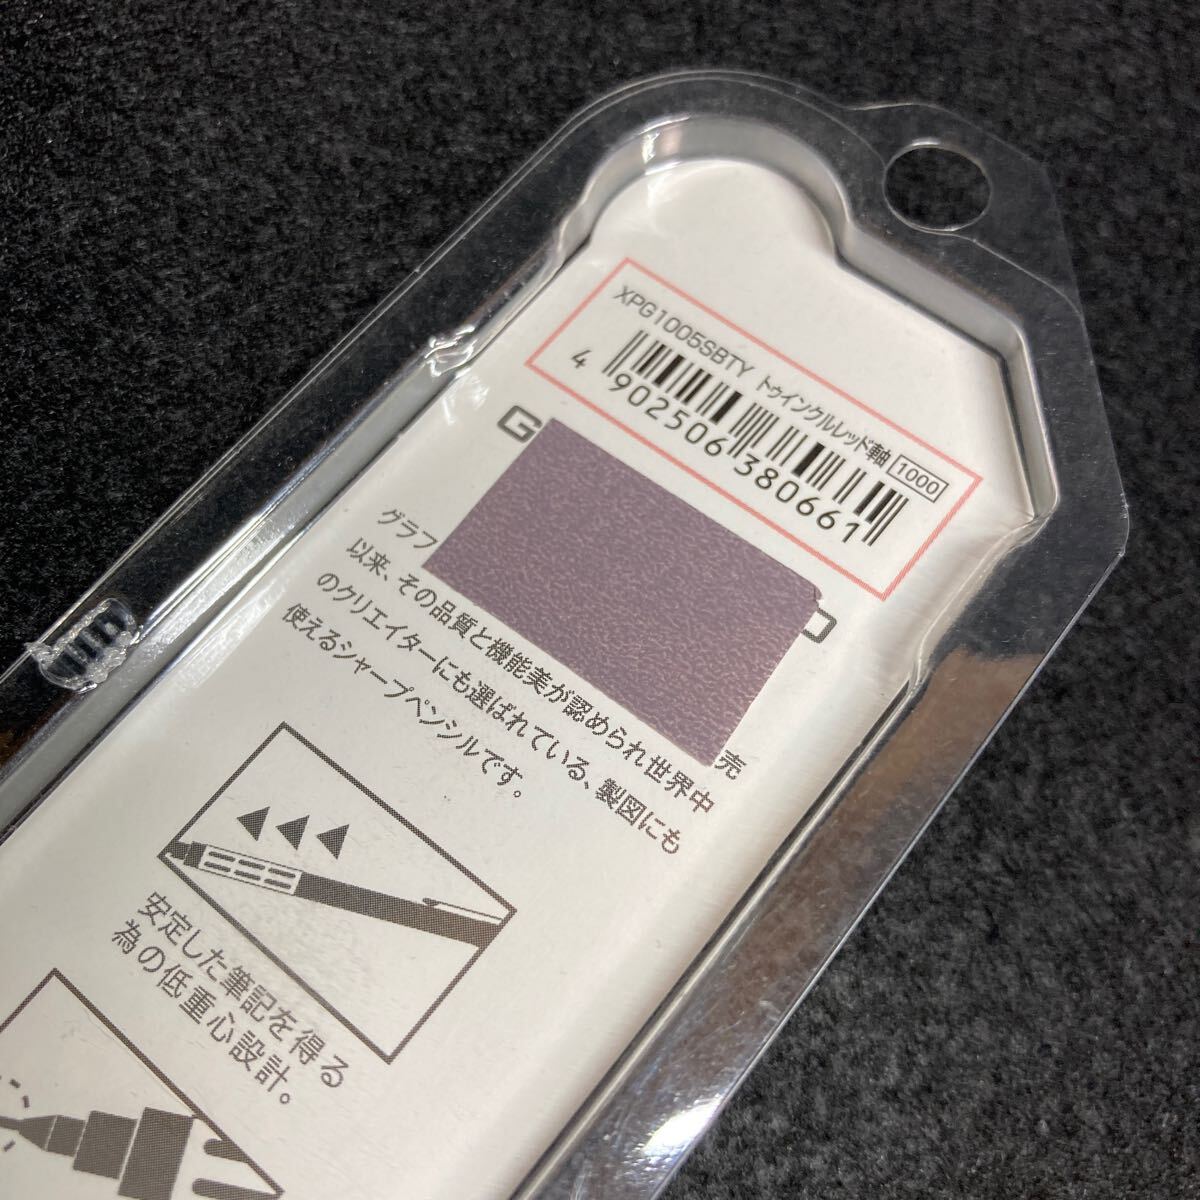 XPG1005SBTY トゥインクルレッド軸 1000
4 902506 380661
G
グラフ 売
以来、その品質と機能美が認められ世界中
のクリエイターにも選ばれている、製図にも
使えるシャープペンシルです。
安定した筆記を得る
為の低重心設計。